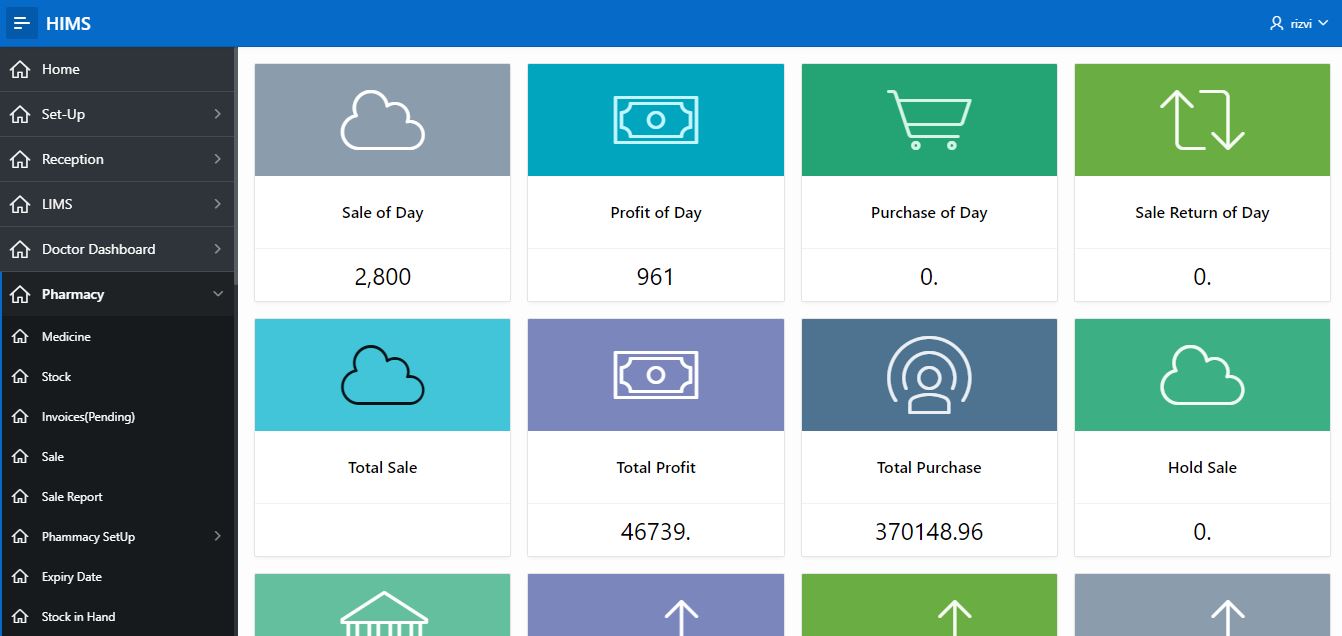 HIMS
rizvi
Home
Set-Up
Reception
LIMS
Doctor Dashboard
Pharmacy
Medicine
Stock
Invoices(Pending)
Sale
Sale Report
Phammacy SetUp
Expiry Date
Stock in Hand
Sale of Day
Profit of Day
Purchase of Day
Sale Return of Day
2,800
961
0.
0.
Total Sale
Total Profit
Total Purchase
Hold Sale
46739.
370148.96
0.